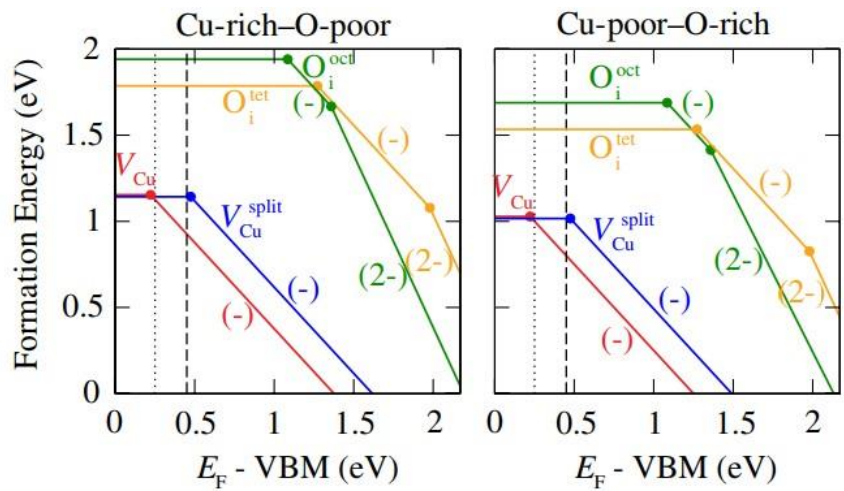 Cu-rich–O-poor
Cu-poor–O-rich
Formation Energy (eV)
2
1.5
1
0.5
0
O_i^oct
(-)
O_i^tet
(-)
V_Cu
V_Cu^split
(2-)
(2-)
(-)
(-)
0 0.5 1 1.5 2
E_F - VBM (eV)
O_i^oct
(-)
O_i^tet
(-)
V_Cu
V_Cu^split
(2-)
(2-)
(-)
(-)
0 0.5 1 1.5 2
E_F - VBM (eV)